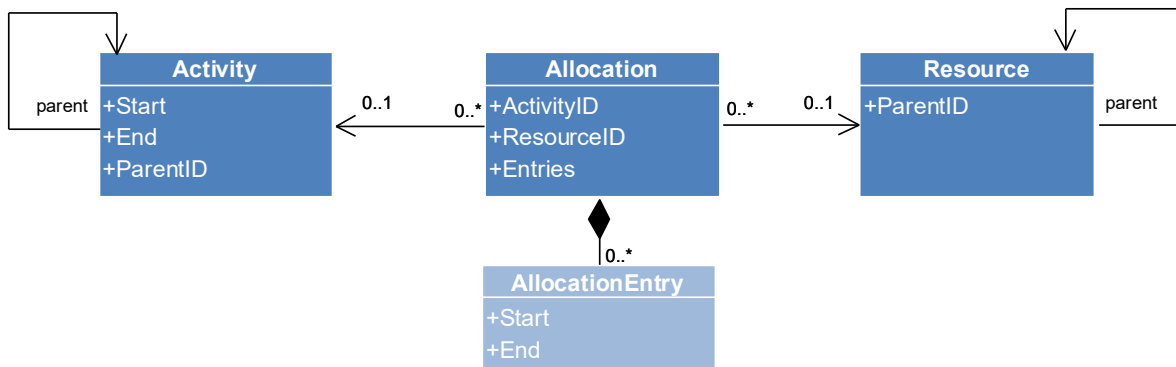 Activity
+Start
+End
+ParentID
parent
0..1
0..*
Allocation
+ActivityID
+ResourceID
+Entries
0..*
0..1
Resource
+ParentID
parent
0..*
AllocationEntry
+Start
+End